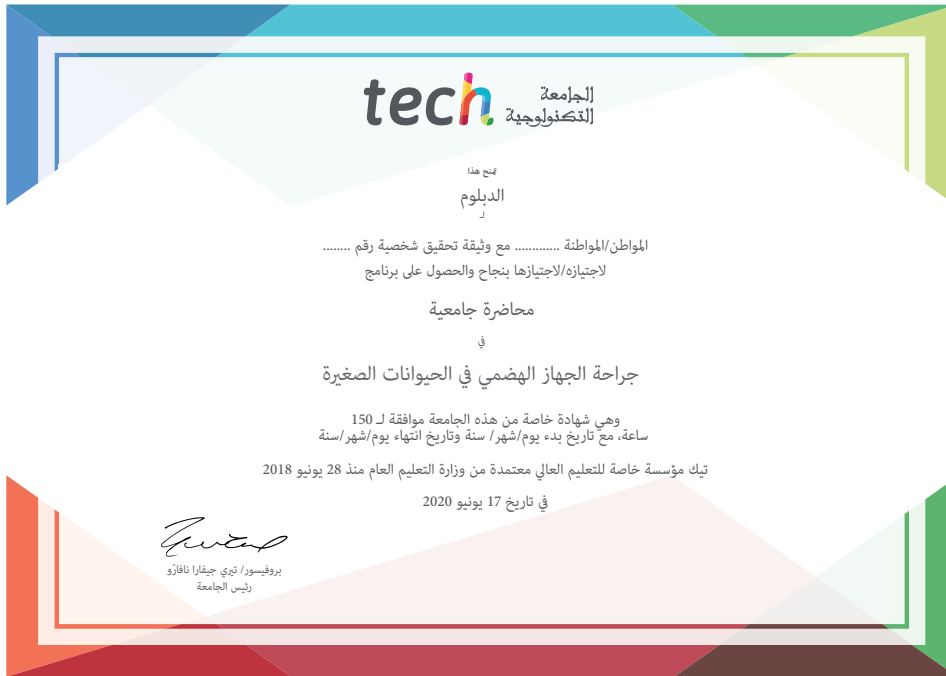 tech الجامعة
التكنولوجية
يمنح هذا
الدبلوم
لـ
المواطن/المواطنة ............ مع وثيقة تحقيق شخصية رقم ........
لاجتيازه/لاجتيازها بنجاح والحصول على برنامج
محاضرة جامعية
في
جراحة الجهاز الهضمي في الحيوانات الصغيرة
وهي شهادة خاصة من هذه الجامعة موافقة لـ 150
ساعة، مع تاريخ بدء يوم/شهر/ سنة وتاريخ انتهاء يوم/شهر/سنة
تيك مؤسسة خاصة للتعليم العالي معتمدة من وزارة التعليم العام منذ 28 يونيو 2018
في تاريخ 17 يونيو 2020
بروفيسور/ تيري جيفارا نافارّو
رئيس الجامعة